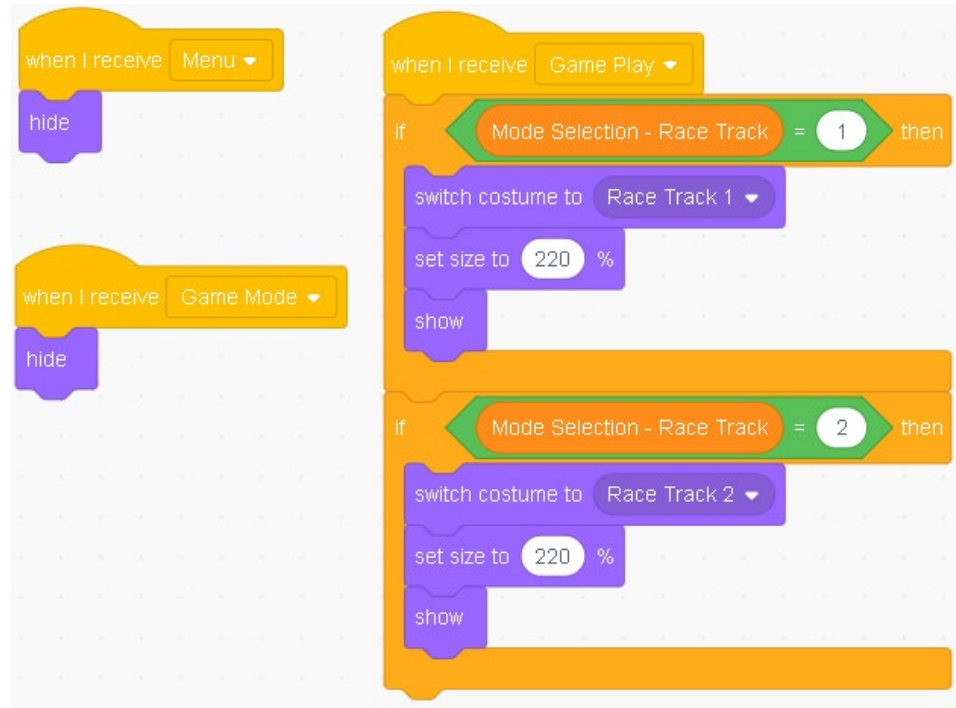 when I receive Menu
hide
when I receive Game Mode
hide
when I receive Game Play
if Mode Selection - Race Track = 1 then
switch costume to Race Track 1
set size to 220 %
show
if Mode Selection - Race Track = 2 then
switch costume to Race Track 2
set size to 220 %
show